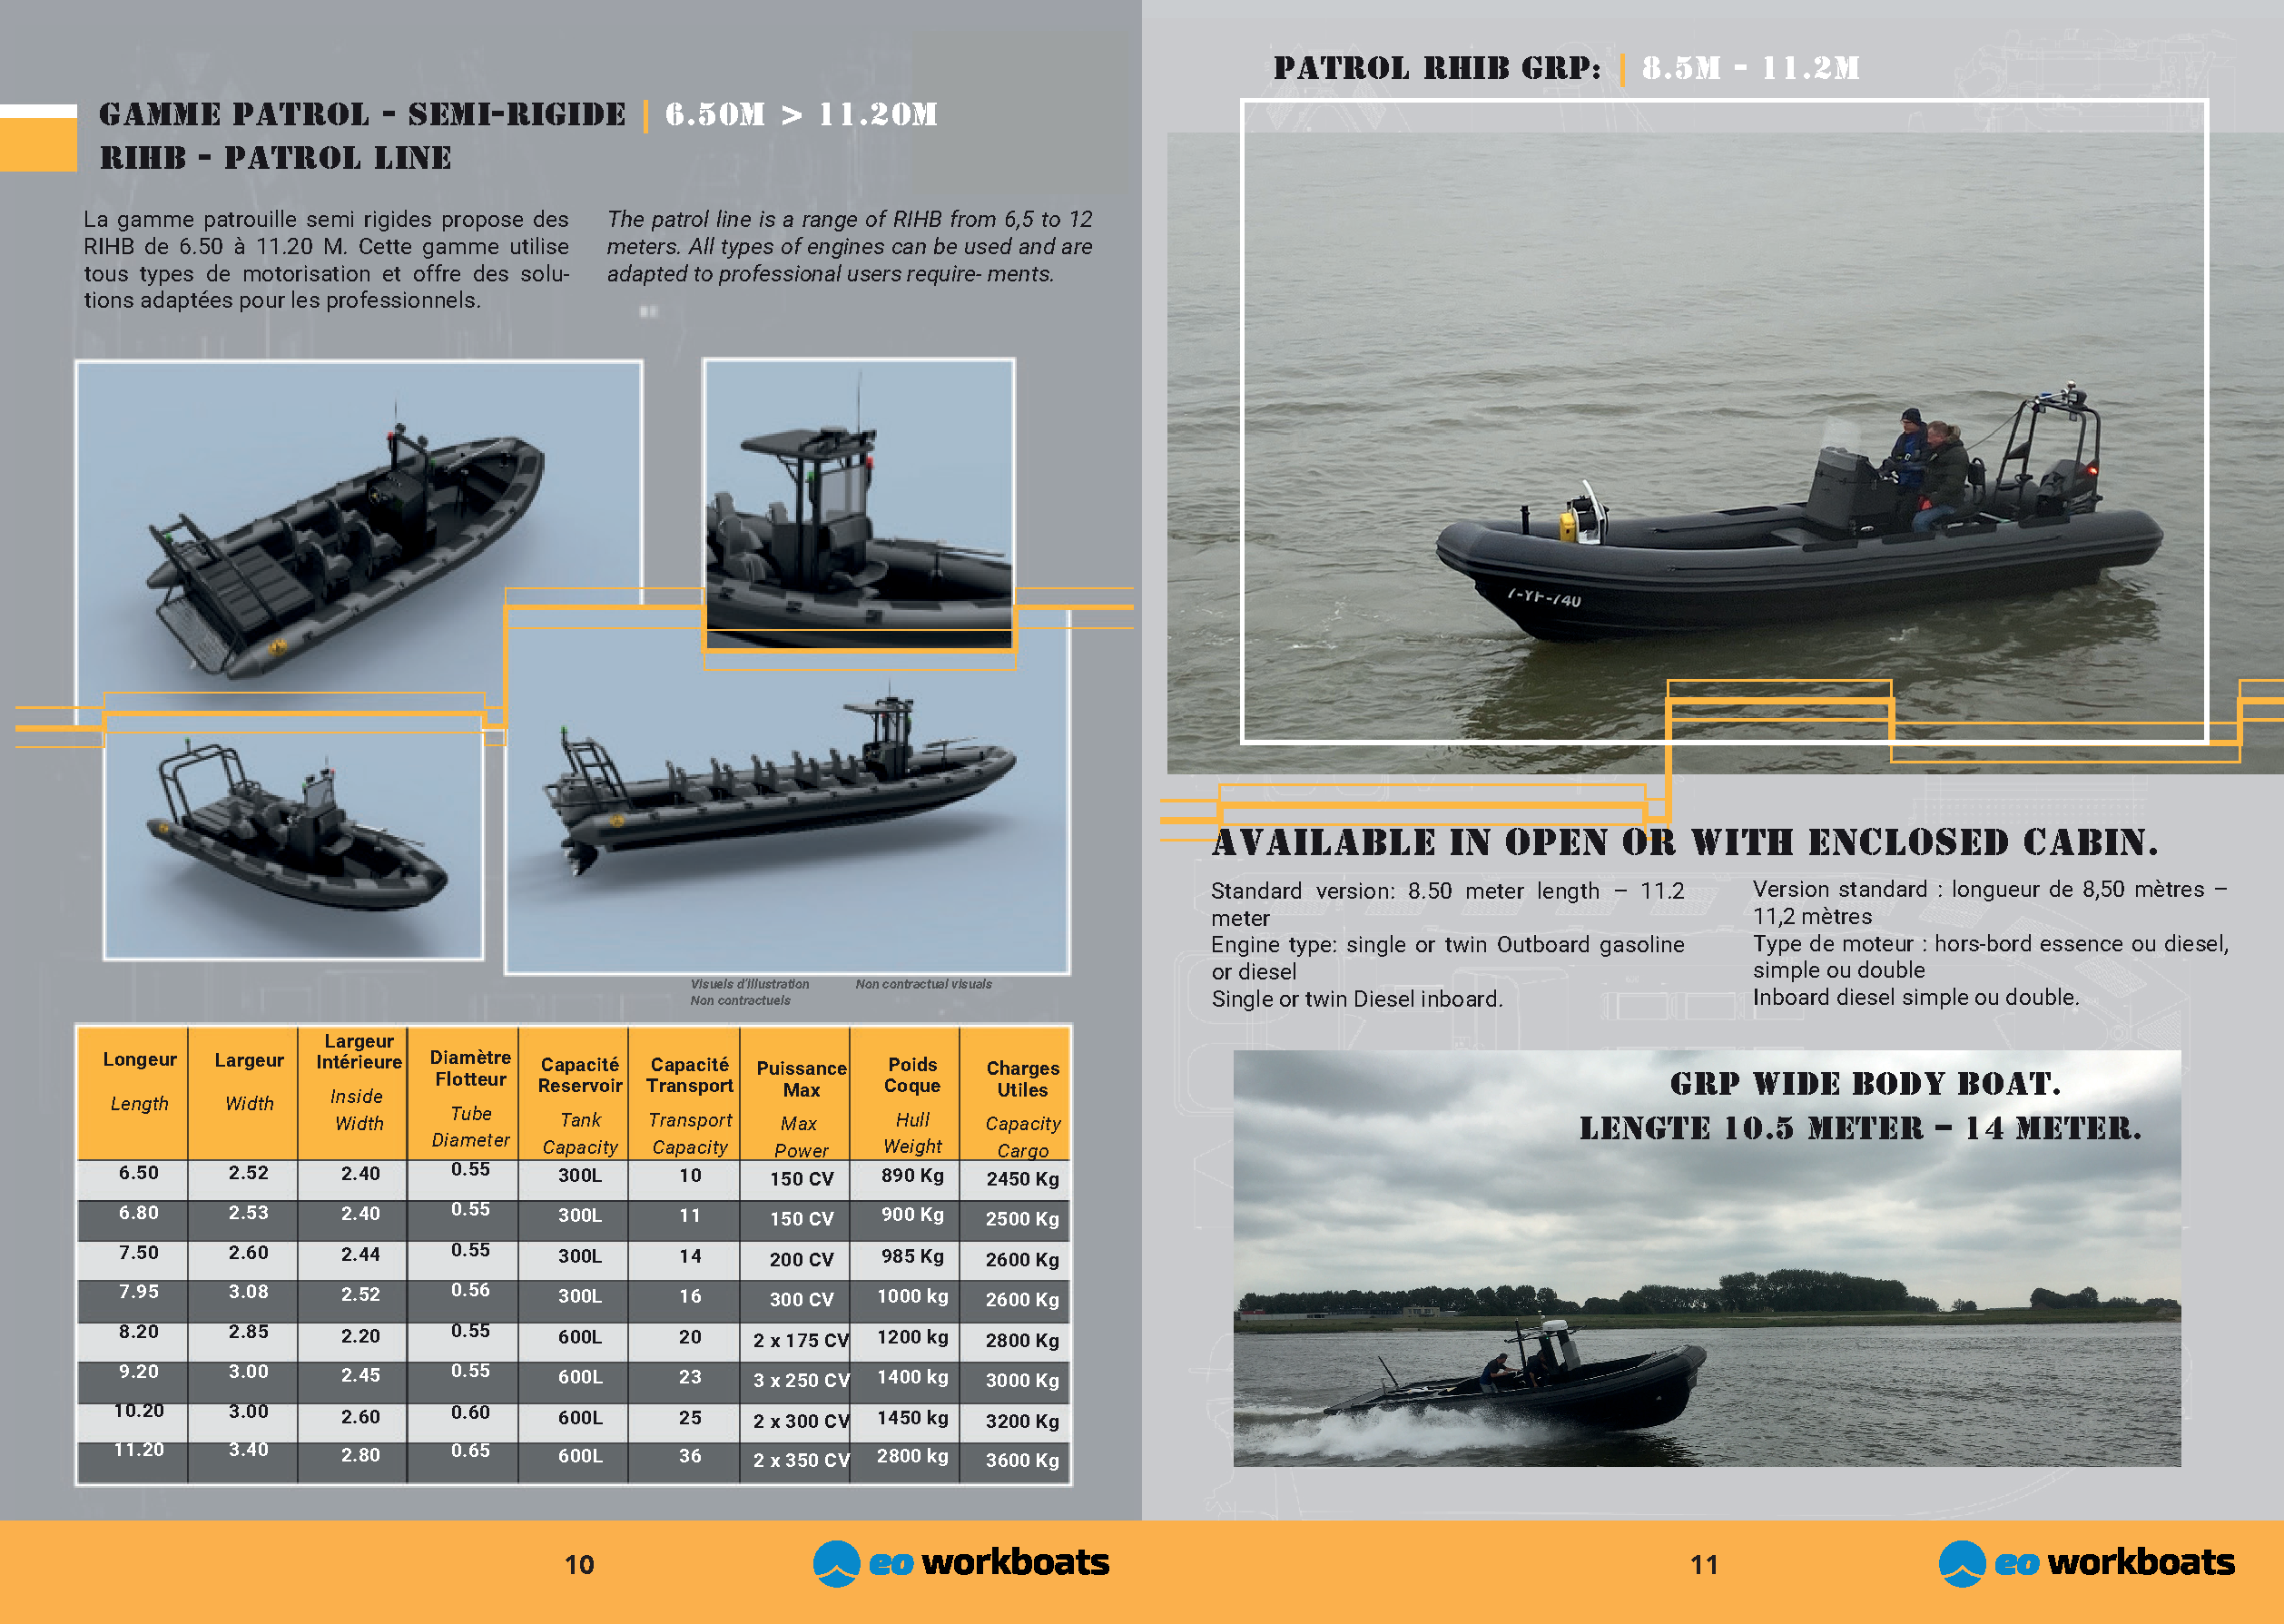 GAMME PATROL - SEMI-RIGIDE | 6.50M > 11.20M
RIHB - PATROL LINE
La gamme patrouille semi rigides propose des
RIHB de 6.50 à 11.20 M. Cette gamme utilise
tous types de motorisation et offre des solu-
tions adaptées pour les professionnels.
The patrol line is a range of RIHB from 6,5 to 12
meters. All types of engines can be used and are
adapted to professional users require- ments.
Visuels d'illustration
Non contractuels
Non contractual visuals
Longeur Length
Largeur Width
Largeur Intérieure Inside Width
Diamètre Flotteur Tube Diameter
Capacité Reservoir Tank Capacity
Capacité Transport Transport Capacity
Puissance Max Max Power
Poids Coque Hull Weight
Charges Utiles Capacity Cargo
6.50 2.52 2.40 0.55 300L 10 150 CV 890 Kg 2450 Kg
6.80 2.53 2.40 0.55 300L 11 150 CV 900 Kg 2500 Kg
7.50 2.60 2.44 0.55 300L 14 200 CV 985 Kg 2600 Kg
7.95 3.08 2.52 0.56 300L 16 300 CV 1000 kg 2600 Kg
8.20 2.85 2.20 0.55 600L 20 2 x 175 CV 1200 kg 2800 Kg
9.20 3.00 2.45 0.55 600L 23 3 x 250 CV 1400 kg 3000 Kg
10.20 3.00 2.60 0.60 600L 25 2 x 300 CV 1450 kg 3200 Kg
11.20 3.40 2.80 0.65 600L 36 2 x 350 CV 2800 kg 3600 Kg
10
eo workboats
PATROL RHIB GRP: | 8.5M - 11.2M
7-YF-740
AVAILABLE IN OPEN OR WITH ENCLOSED CABIN.
Standard version: 8.50 meter length – 11.2
meter
Engine type: single or twin Outboard gasoline
or diesel
Single or twin Diesel inboard.
Version standard : longueur de 8,50 mètres –
11,2 mètres
Type de moteur : hors-bord essence ou diesel,
simple ou double
Inboard diesel simple ou double.
GRP WIDE BODY BOAT.
LENGTE 10.5 METER – 14 METER.
11
eo workboats